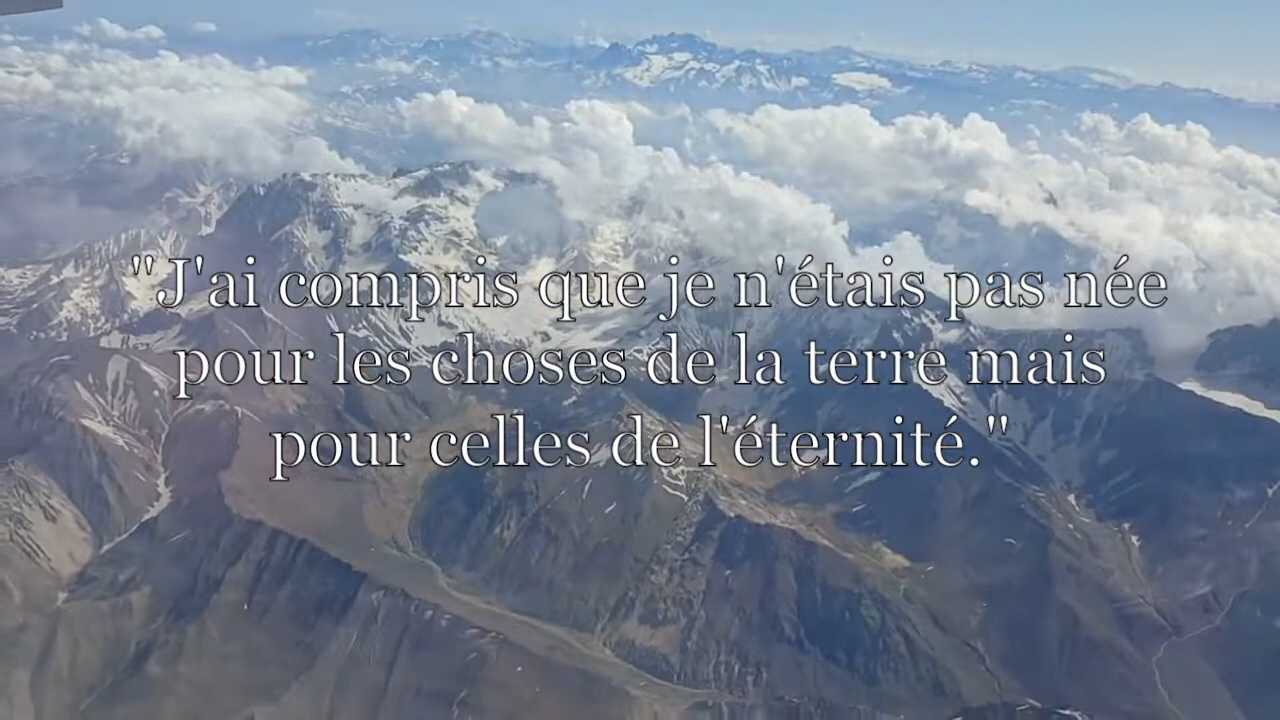 "J'ai compris que je n'étais pas née
pour les choses de la terre mais
pour celles de l'éternité."